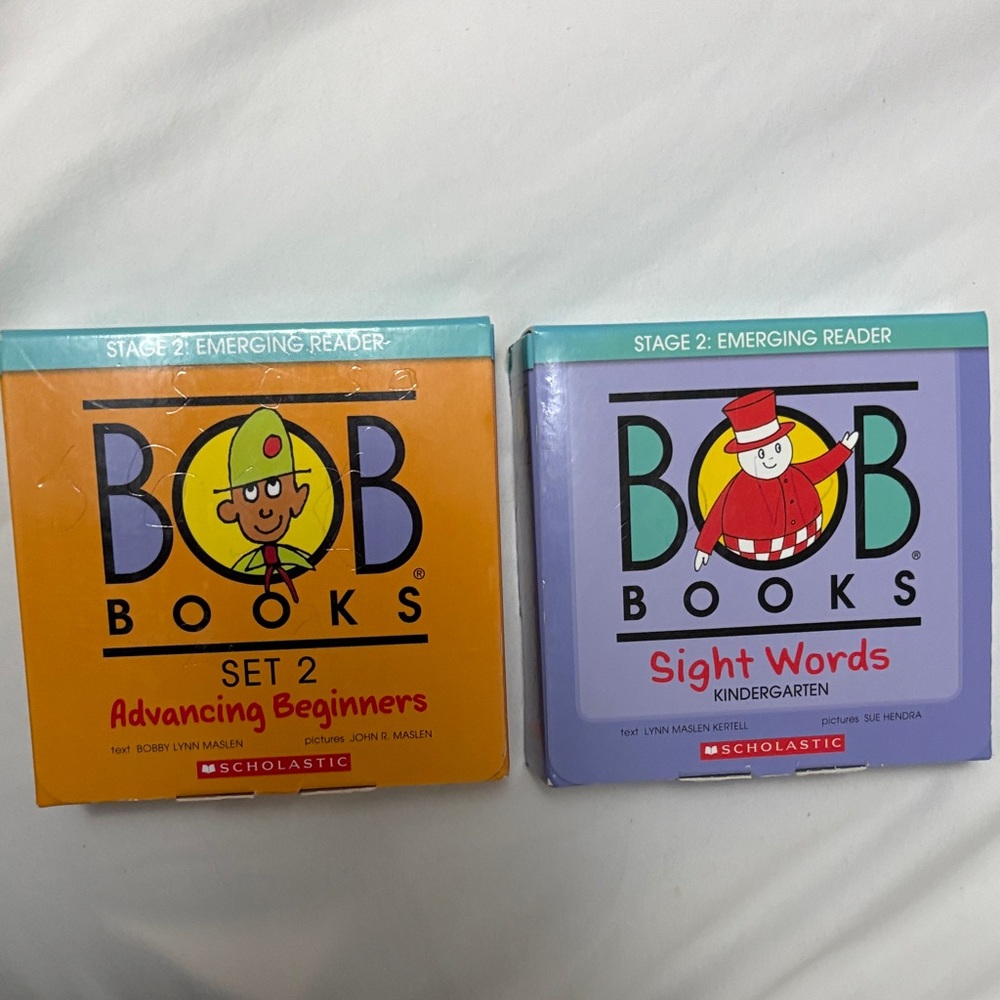 STAGE 2: EMERGING READER
BOB
BOOKS®
SET 2
Advancing Beginners
text BOBBY LYNN MASLEN
pictures JOHN R. MASLEN
SCHOLASTIC
STAGE 2: EMERGING READER
BOB
BOOKS®
Sight Words
KINDERGARTEN
text LYNN MASLEN KERTELL
pictures SUE HENDRA
SCHOLASTIC